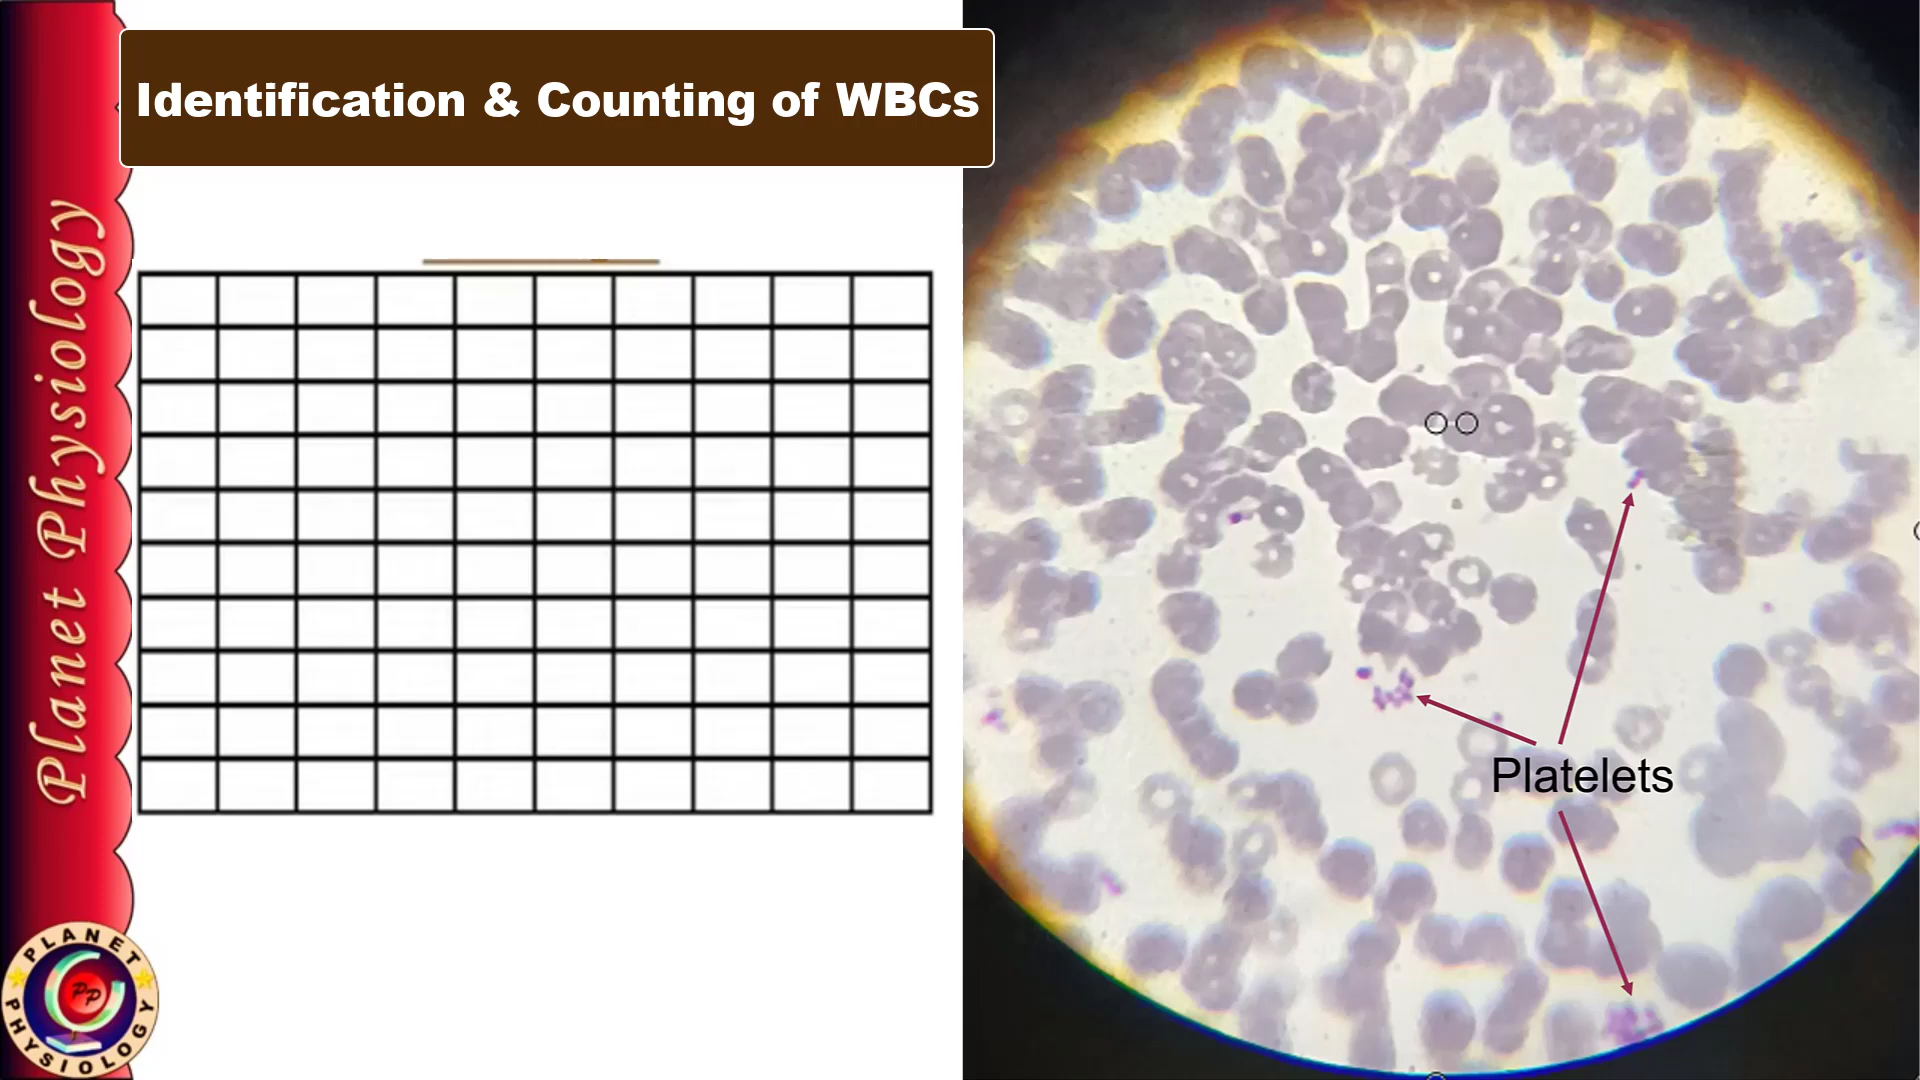 Identification & Counting of WBCs
Planet Physiology
Platelets
PLANET
PHYSIOLOGY
PP